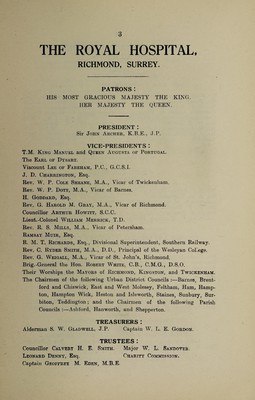 3
THE ROYAL HOSPITAL,
RICHMOND, SURREY.
PATRONS :
HIS MOST GRACIOUS MAJESTY THE KING.
HER MAJESTY THE QUEEN.
PRESIDENT :
Sir JOHN ARCHER, K.B.E., J.P.
VICE-PRESIDENTS :
T.M. KING MANUEL and QUEEN AUGUSTA OF PORTUGAL.
The EARL OF DYSART.
Viscount LEE OF FAREHAM, P.C., G.C.S.I.
J. D. CHARRINGTON, Esq.
Rev. W. P. COLE SHEANE, M.A., Vicar of Twickenham.
Rev. W. P. DOTT, M.A., Vicar of Barnes.
H. GODDARD, Esq.
Rev. G. HAROLD M. GRAY, M.A., Vicar of Richmond.
Councillor ARTHUR HOWITT, S.C.C.
Lieut.-Colonel WILLIAM MERRICK, T.D.
Rev. R. S. MILLS, M.A., Vicar of Petersham.
RAMSAY MUIR, Esq.
R. M. T. RICHARDS, Esq., Divisional Superintendent, Southern Railway.
Rev. C. RYDER SMITH, M.A., D.D., Principal of the Wesleyan College.
Rev. G. WEIGALL, M.A., Vicar of St. John's, Richmond.
Brig.-General the Hon. ROBERT WHITE, C.B., C.M.G., D.S.O.
Their Worships the MAYORS of RICHMOND, KINGSTON, and TWICKENHAM.
The Chairmen of the following Urban District Councils :—Barnes, Brent-
ford and Chiswick, East and West Molesey, Feltham, Ham, Hamp-
ton, Hampton Wick, Heston and Isleworth, Staines, Sunbury, Sur-
biton, Teddington ; and the Chairmen of the following Parish
Councils :—Ashford, Hanworth, and Shepperton.
TREASURERS :
Alderman S. W. GLADWELL, J.P. Captain W. L. E. GORDON.
TRUSTEES :
Councillor CALVERT H. E. SMITH. Major W. L. SANDOVER.
LEONARD DENNY, Esq. CHARITY COMMISSION.
Captain GEOFFREY M. EDEN, M.B.E.